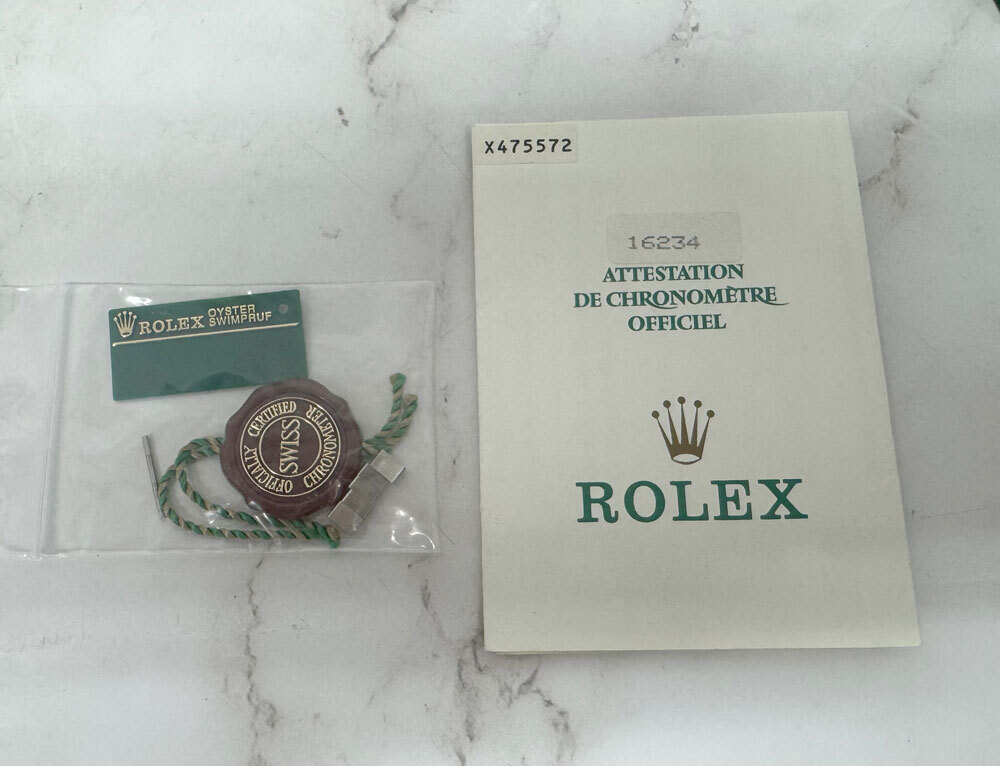 X475572
16234
ATTESTATION
DE CHRONOMÈTRE
OFFICIEL
ROLEX
ROLEX OYSTER
SWIMPRUF
OFFICIALLY CERTIFIED CHRONOMETER
SWISS